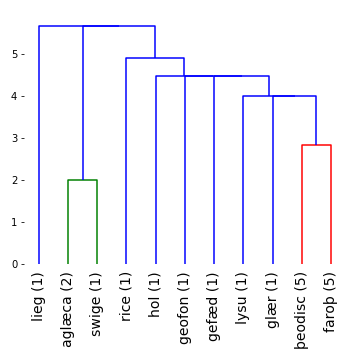 5
4
3
2
1
0
lieg (1)
aglæca (2)
swige (1)
rice (1)
hol (1)
geofon (1)
gefæd (1)
lysu (1)
glær (1)
þeodisc (5)
faroþ (5)